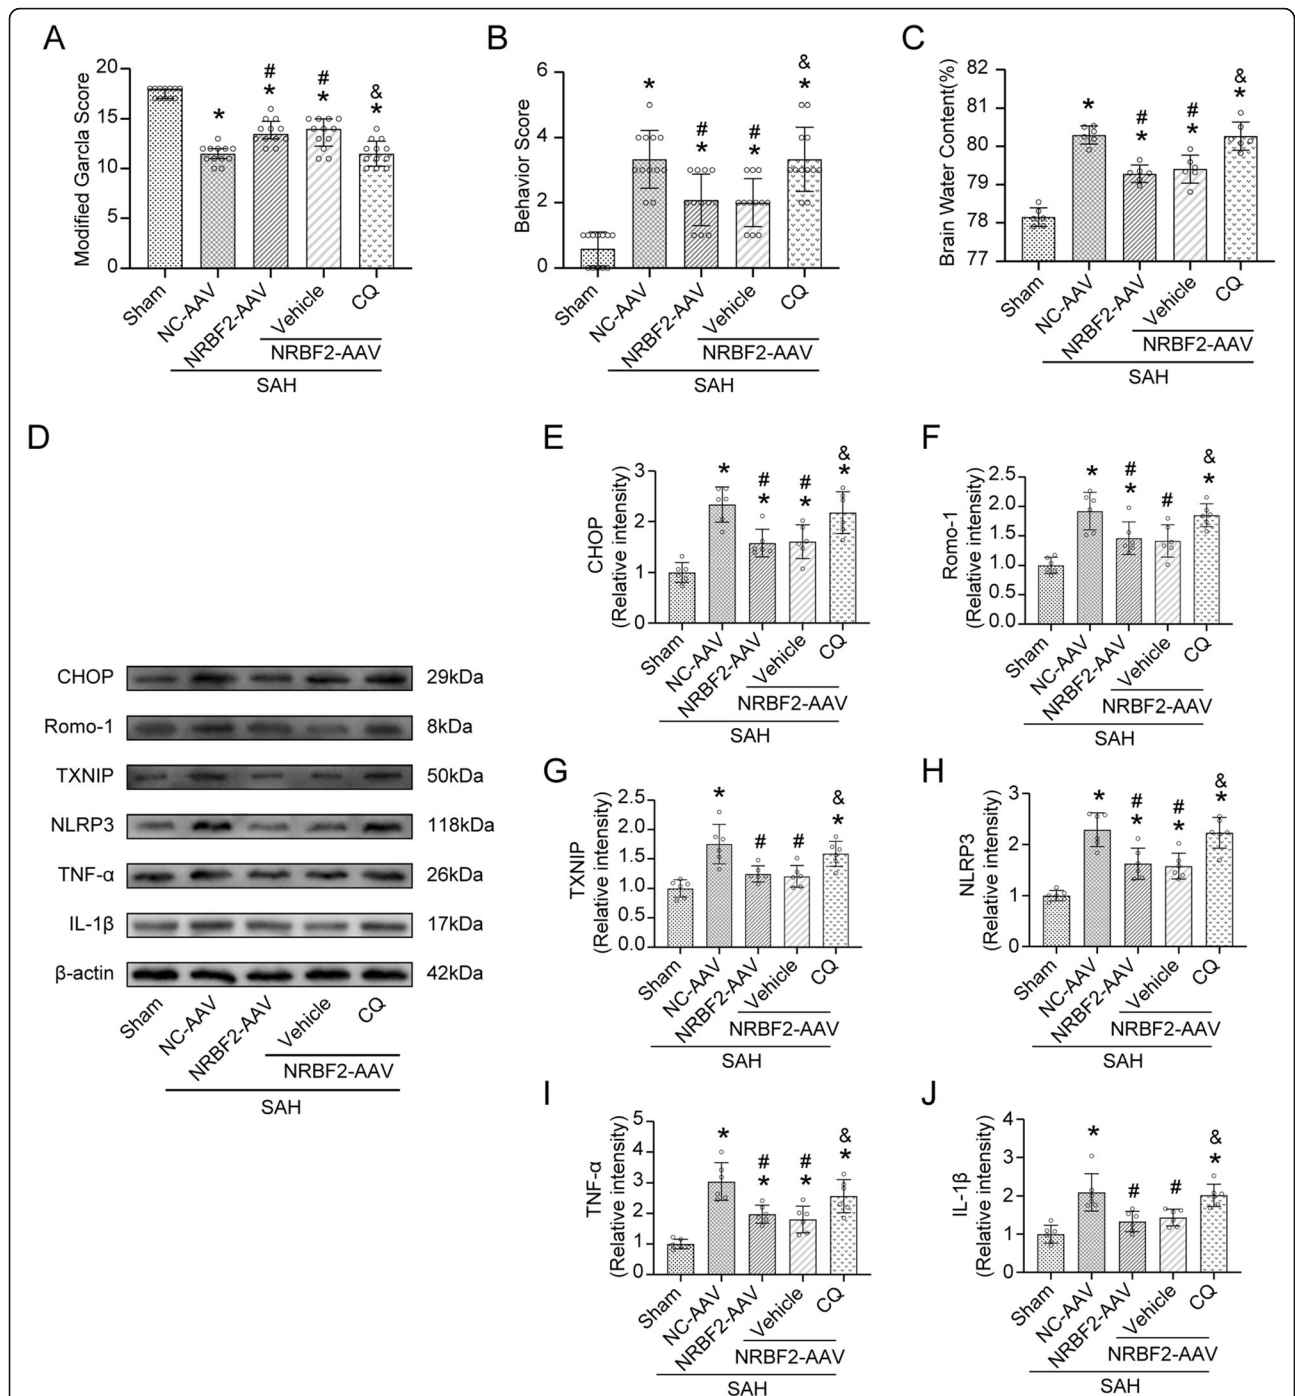 A
Modified Garcla Score
20
15
10
5
0
* # * # * & *
Sham NC-AAV NRBF2-AAV Vehicle CQ
NRBF2-AAV
SAH
B
Behavior Score
6
4
2
0
* # * # * & *
Sham NC-AAV NRBF2-AAV Vehicle CQ
NRBF2-AAV
SAH
C
Brain Water Content(%)
82
81
80
79
78
77
* # * # * & *
Sham NC-AAV NRBF2-AAV Vehicle CQ
NRBF2-AAV
SAH
D
CHOP 29kDa
Romo-1 8kDa
TXNIP 50kDa
NLRP3 118kDa
TNF-α 26kDa
IL-1β 17kDa
β-actin 42kDa
Sham NC-AAV NRBF2-AAV Vehicle CQ
NRBF2-AAV
SAH
E
CHOP
(Relative intensity)
3
2
1
0
* # * # * & *
Sham NC-AAV NRBF2-AAV Vehicle CQ
NRBF2-AAV
SAH
F
Romo-1
(Relative intensity)
2.5
2.0
1.5
1.0
0.5
0.0
* # * # & *
Sham NC-AAV NRBF2-AAV Vehicle CQ
NRBF2-AAV
SAH
G
TXNIP
(Relative intensity)
2.5
2.0
1.5
1.0
0.5
0.0
* # # & *
Sham NC-AAV NRBF2-AAV Vehicle CQ
NRBF2-AAV
SAH
H
NLRP3
(Relative intensity)
3
2
1
0
* # * # * & *
Sham NC-AAV NRBF2-AAV Vehicle CQ
NRBF2-AAV
SAH
I
TNF-α
(Relative intensity)
5
4
3
2
1
0
* # * # * & *
Sham NC-AAV NRBF2-AAV Vehicle CQ
NRBF2-AAV
SAH
J
IL-1β
(Relative intensity)
4
3
2
1
0
* # # & *
Sham NC-AAV NRBF2-AAV Vehicle CQ
NRBF2-AAV
SAH